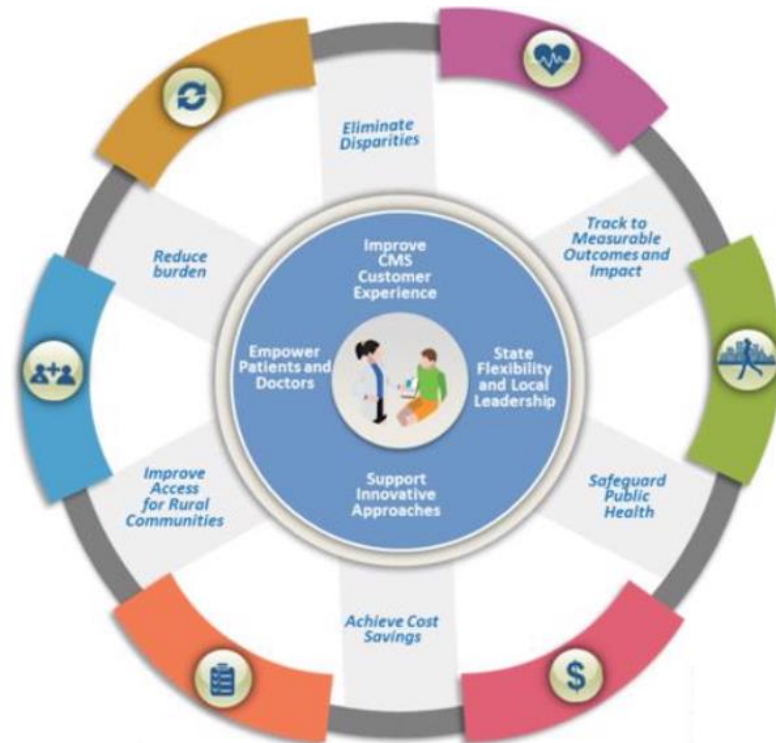 Eliminate
Disparities
Track to
Measurable
Outcomes and
Impact
Reduce
burden
Improve
CMS
Customer
Experience
Empower
Patients and
Doctors
State
Flexibility
and Local
Leadership
Support
Innovative
Approaches
Improve
Access
for Rural
Communities
Safeguard
Public
Health
Achieve Cost
Savings
$